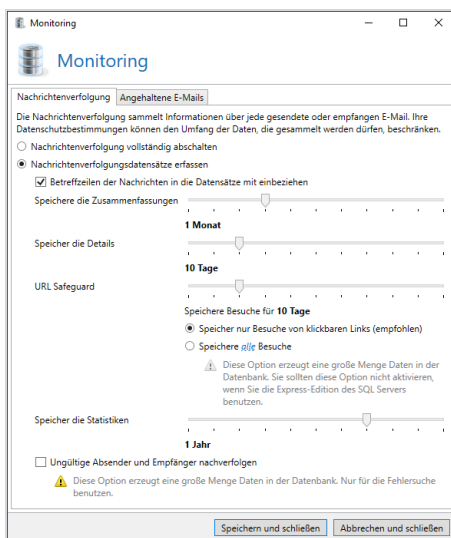 Monitoring
Monitoring
Nachrichtenverfolgung Angehaltene E-Mails
Die Nachrichtenverfolgung sammelt Informationen über jede gesendete oder empfangen E-Mail. Ihre
Datenschutzbestimmungen können den Umfang der Daten, die gesammelt werden dürfen, beschränken.
Nachrichtenverfolgung vollständig abschalten
Nachrichtenverfolgungsdatensätze erfassen
Betreffzeilen der Nachrichten in die Datensätze mit einbeziehen
Speichere die Zusammenfassungen
1 Monat
Speicher die Details
10 Tage
URL Safeguard
Speichere Besuche für 10 Tage
Speicher nur Besuche von klickbaren Links (empfohlen)
Speichere alle Besuche
Diese Option erzeugt eine große Menge Daten in der
Datenbank. Sie sollten diese Option nicht aktivieren,
wenn Sie die Express-Edition des SQL Servers
benutzen.
Speicher die Statistiken
1 Jahr
Ungültige Absender und Empfänger nachverfolgen
Diese Option erzeugt eine große Menge Daten in der Datenbank. Nur für die Fehlersuche
benutzen.
Speichern und schließen Abbrechen und schließen